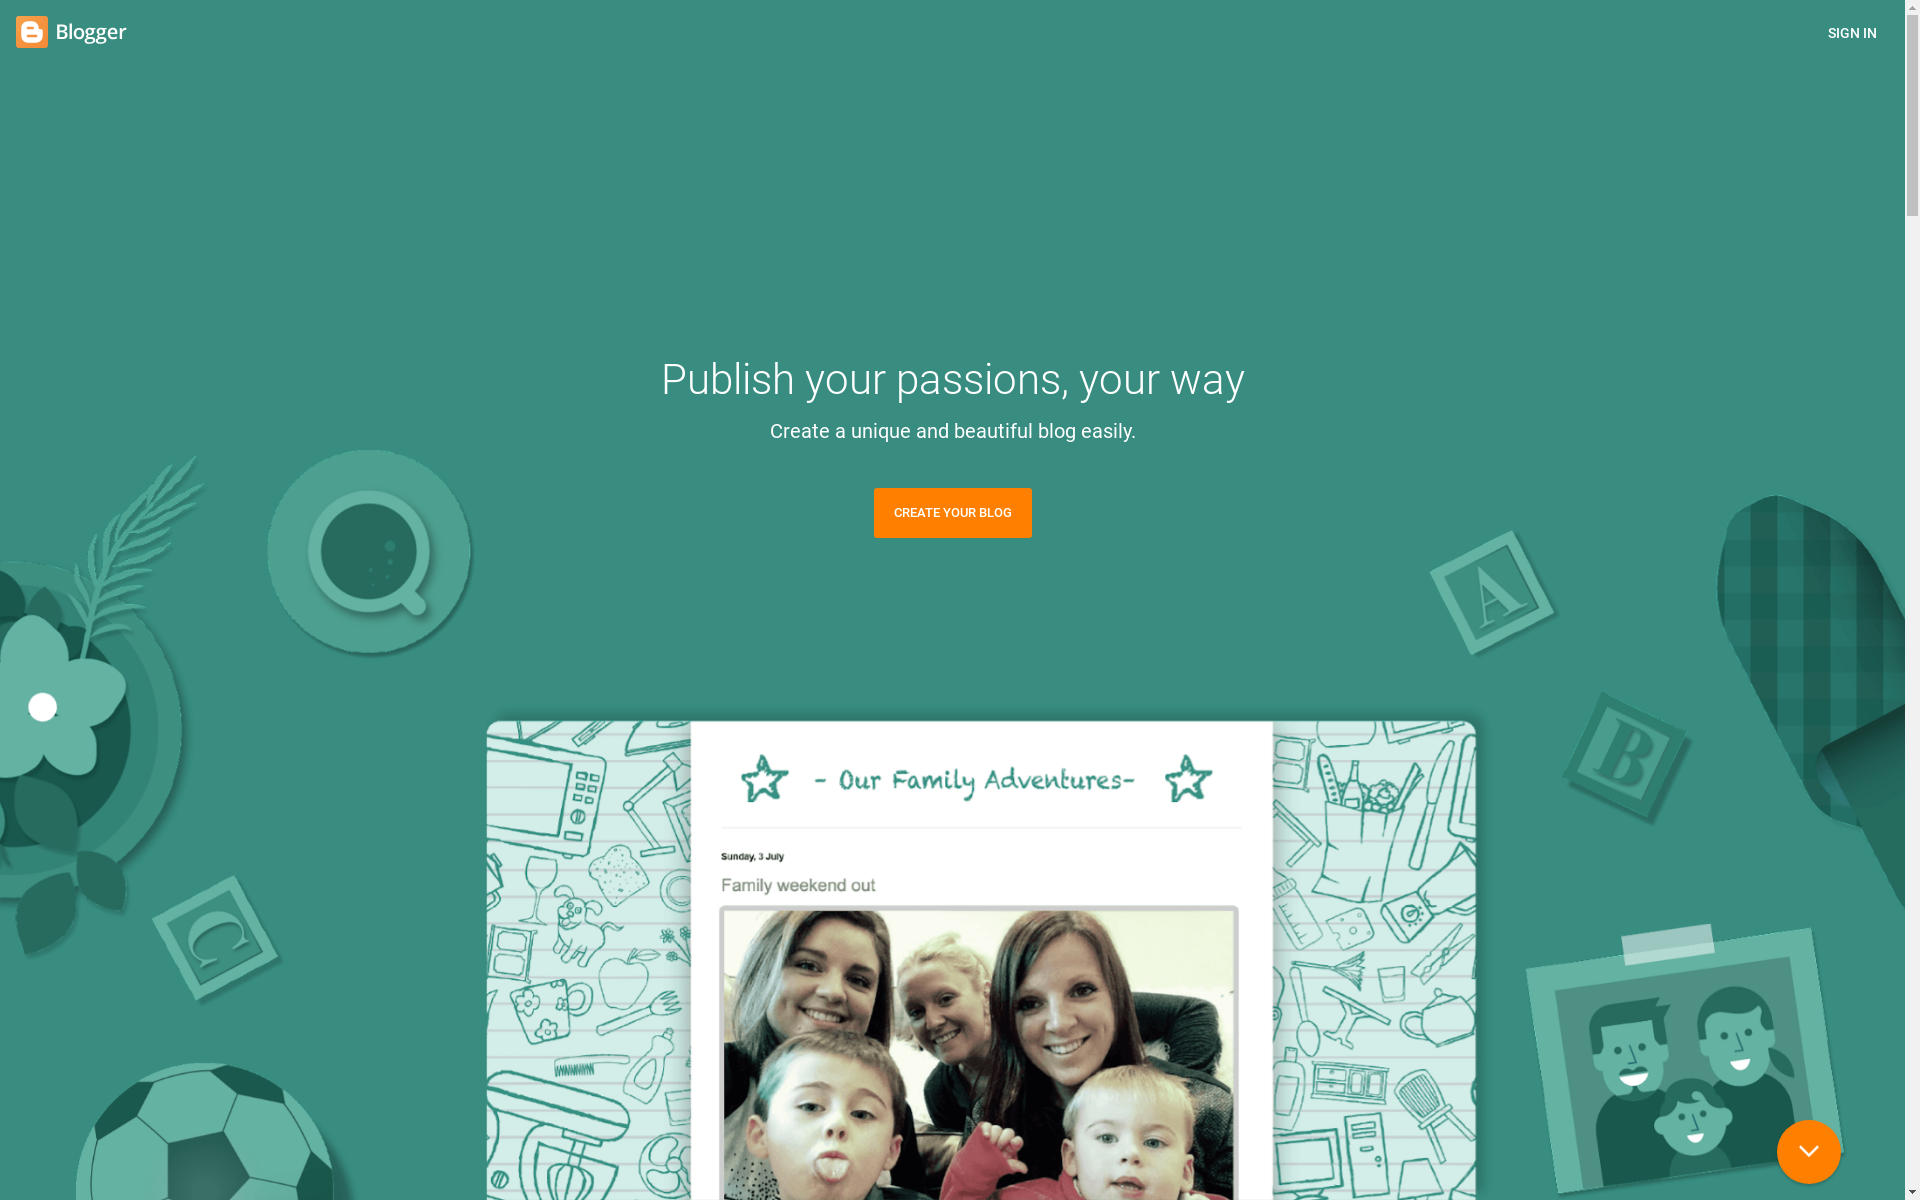 Blogger
SIGN IN
Publish your passions, your way
Create a unique and beautiful blog easily.
CREATE YOUR BLOG
A
B
- Our Family Adventures-
Sunday, 3 July
Family weekend out
C